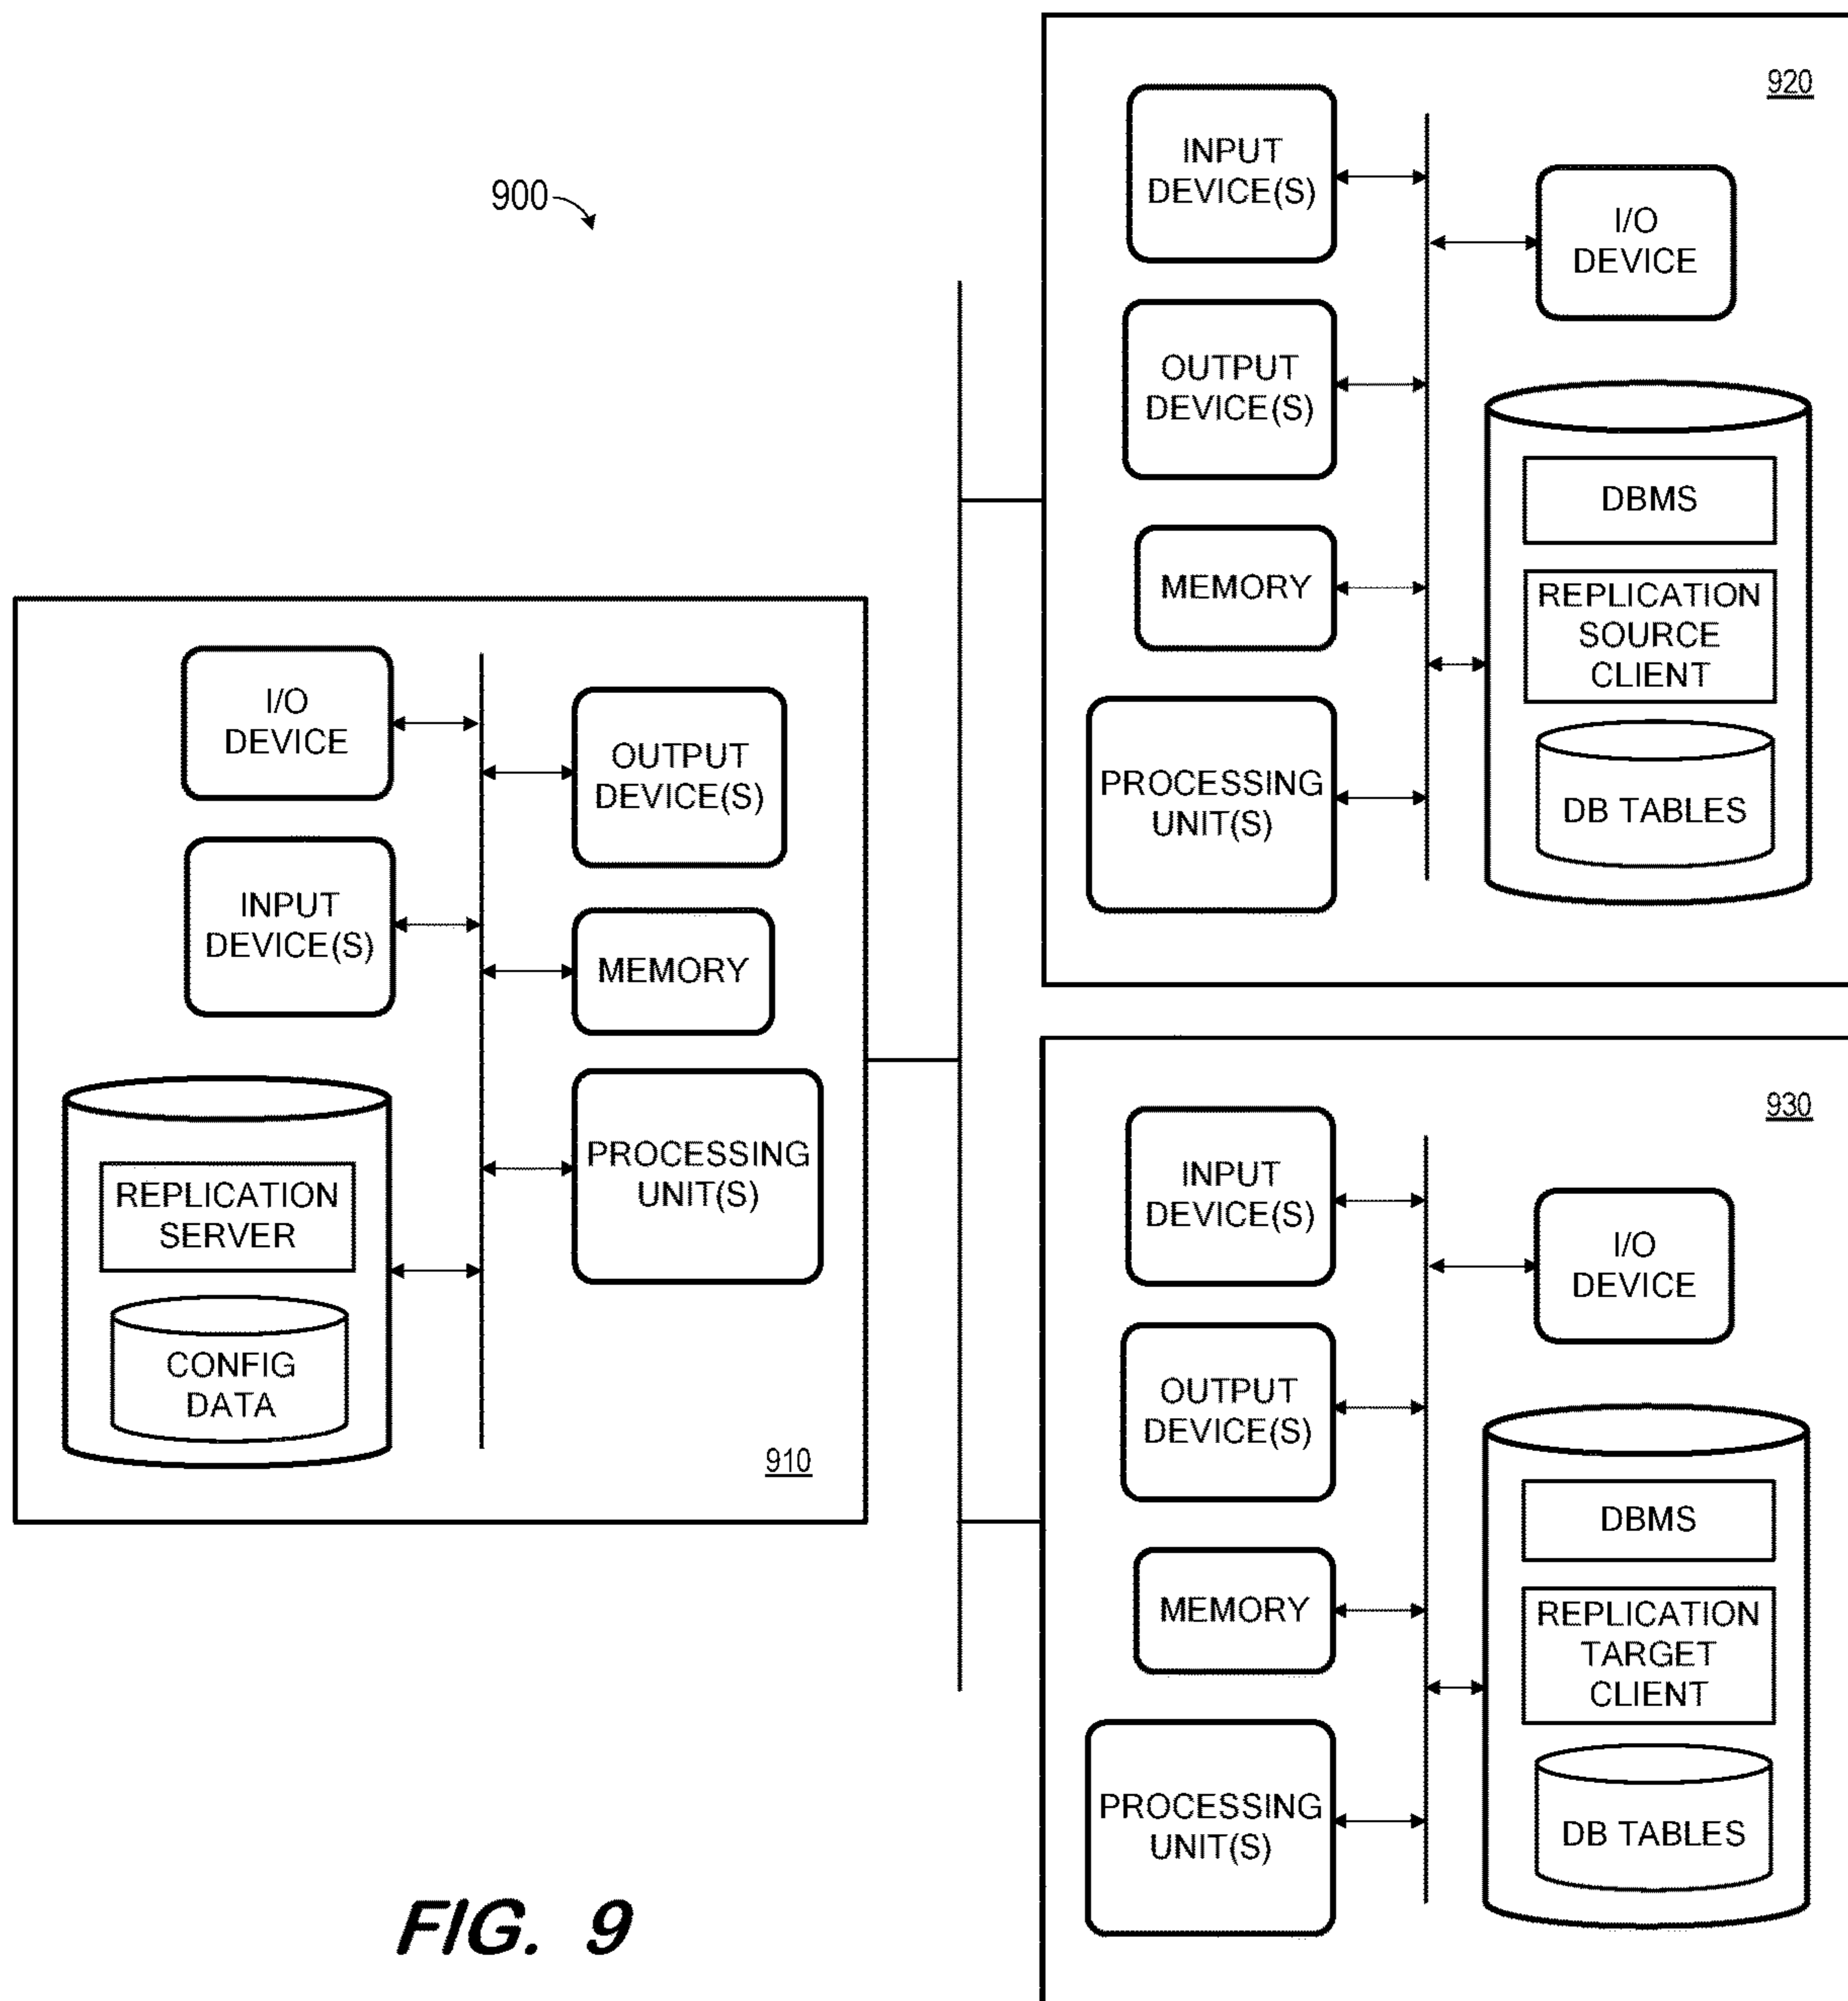 900
910
I/O
DEVICE
OUTPUT
DEVICE(S)
INPUT
DEVICE(S)
MEMORY
PROCESSING
UNIT(S)
REPLICATION
SERVER
CONFIG
DATA
920
INPUT
DEVICE(S)
I/O
DEVICE
OUTPUT
DEVICE(S)
MEMORY
PROCESSING
UNIT(S)
DBMS
REPLICATION
SOURCE
CLIENT
DB TABLES
930
INPUT
DEVICE(S)
I/O
DEVICE
OUTPUT
DEVICE(S)
MEMORY
PROCESSING
UNIT(S)
DBMS
REPLICATION
TARGET
CLIENT
DB TABLES
FIG. 9